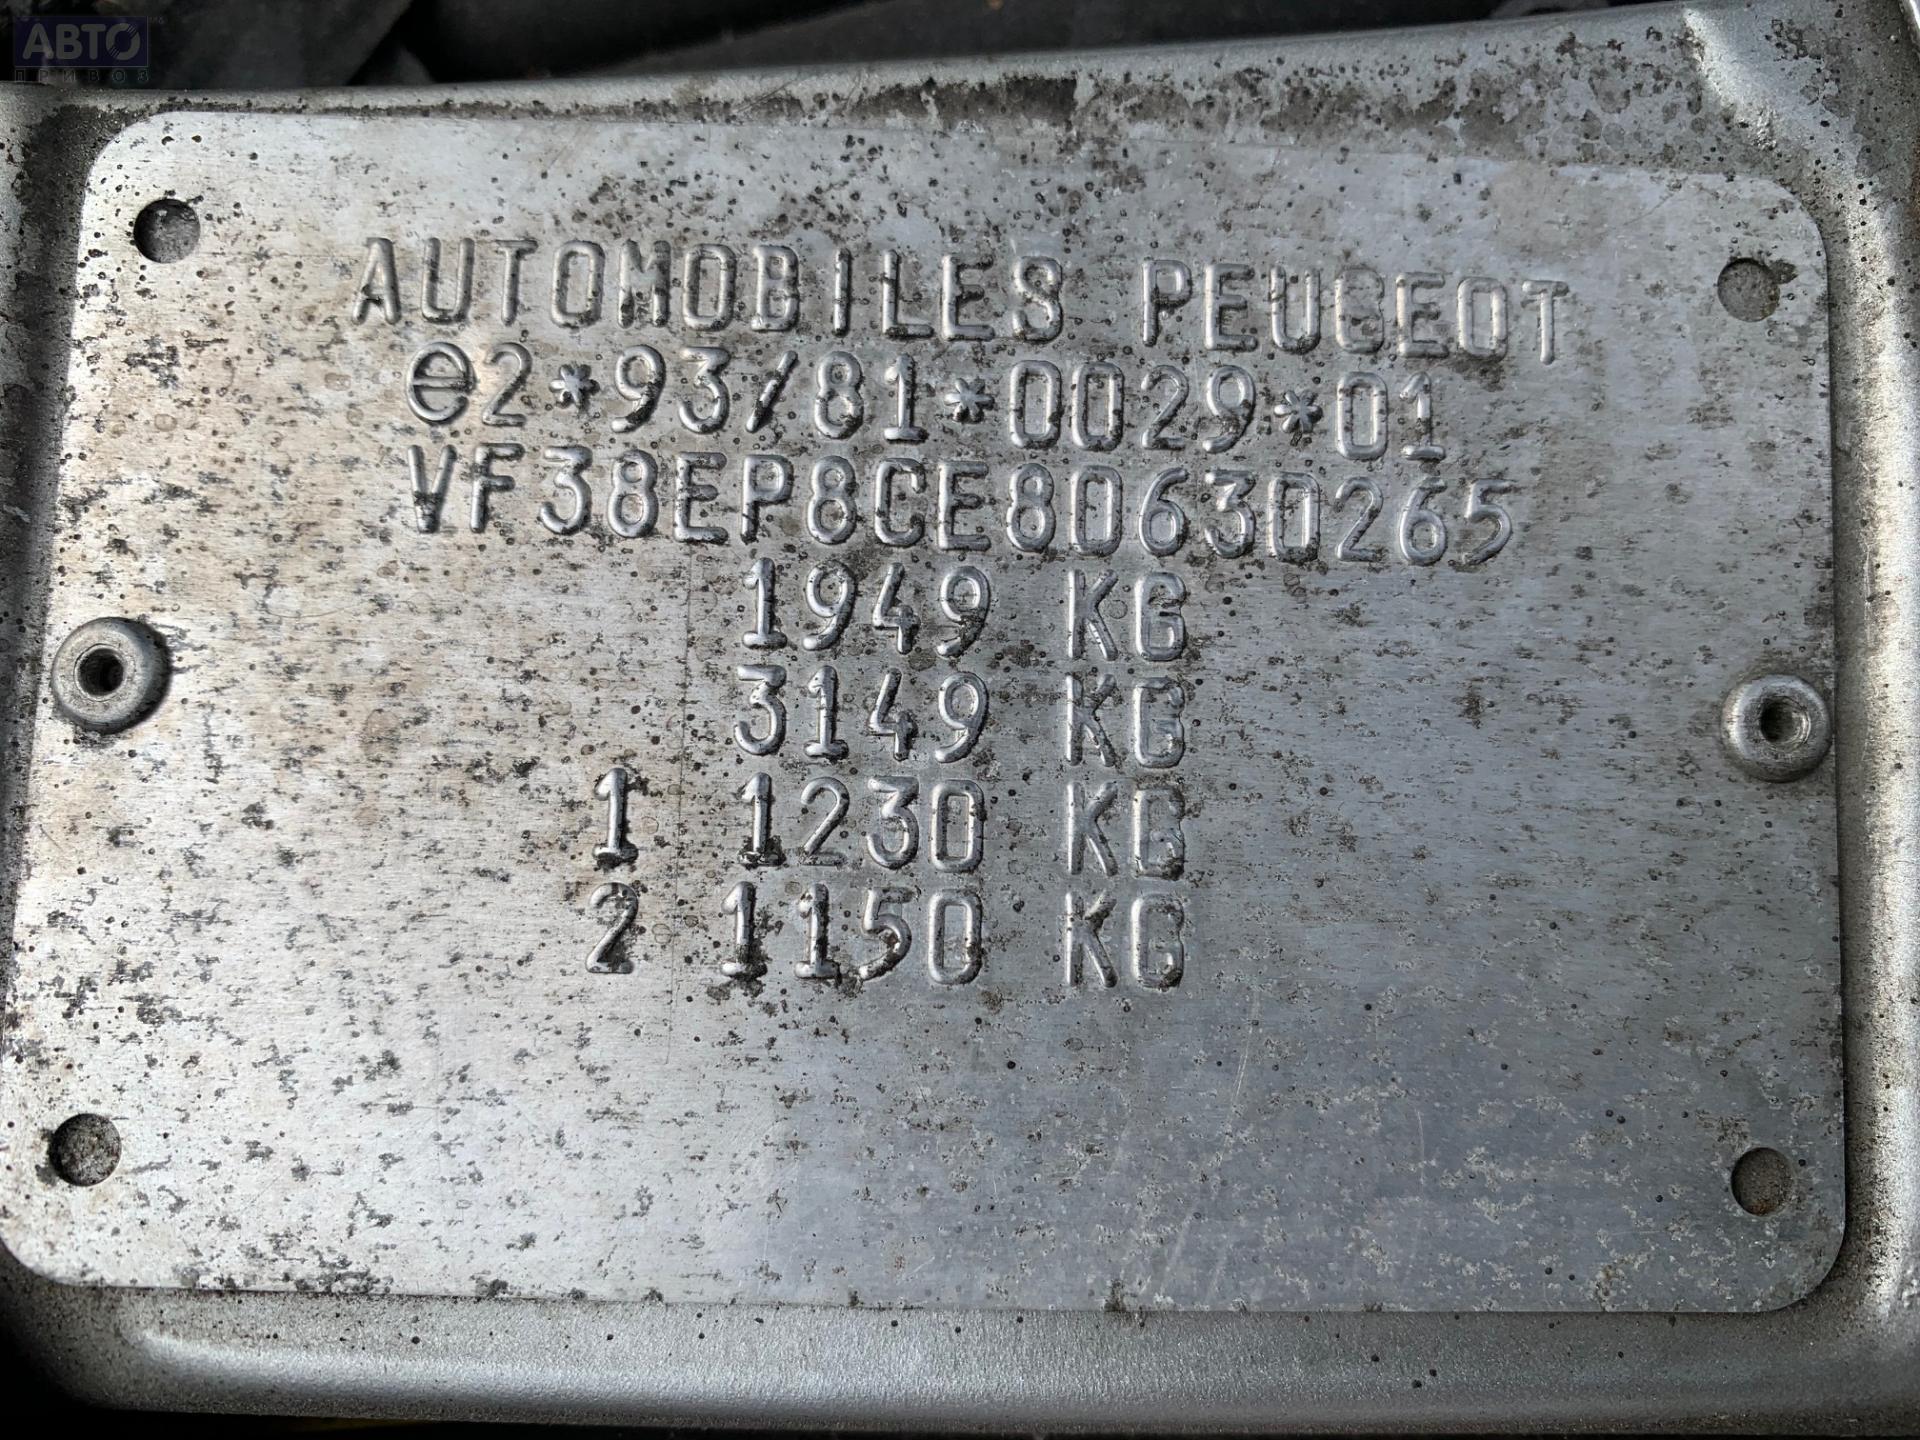 АВТО
ПРИВОЗ
AUTOMOBILES PEUGEOT
e2*93/81*0029*01
VF38EP8CE80630265
1949 KG
3149 KG
1 1230 KG
2 1150 KG